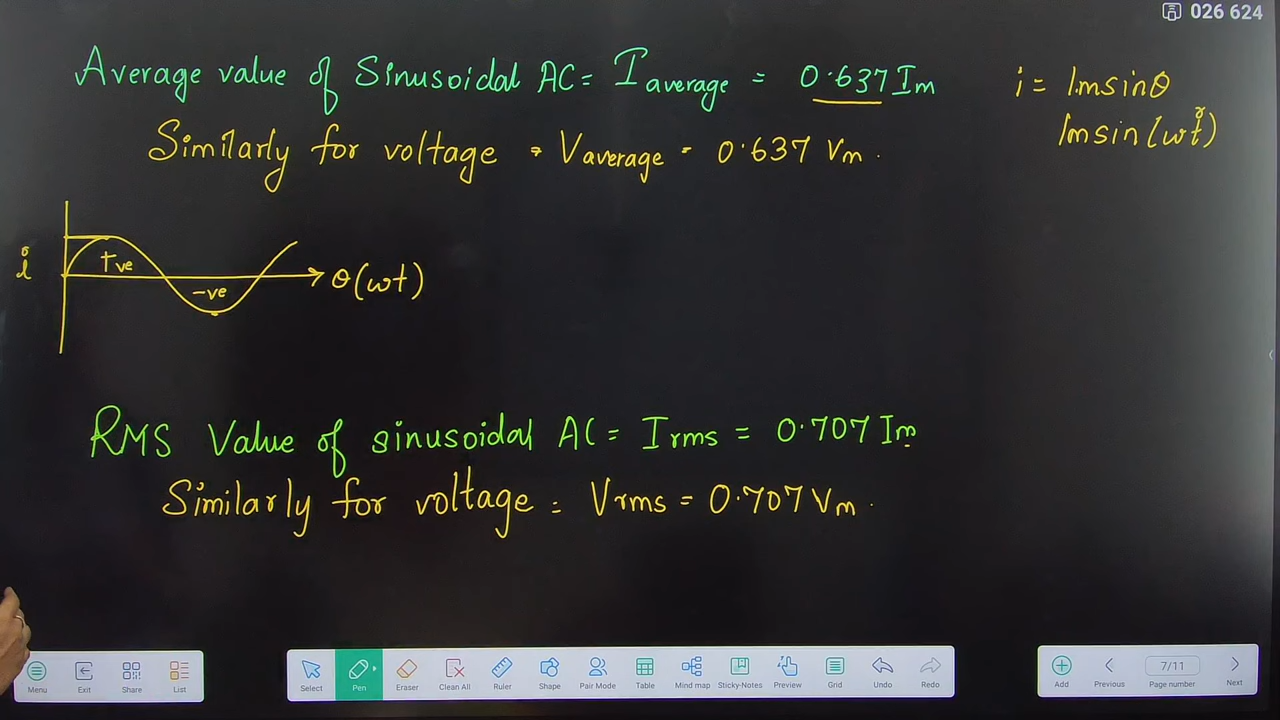 026 624
Average value of Sinusoidal AC = I average = 0.637 Im
i = Imsinθ
Imsin(ωt)
Similarly for voltage = Vaverage = 0.637 Vm.
i
+ve
-ve
θ(ωt)
RMS Value of sinusoidal AC = Irms = 0.707 Im
Similarly for voltage = Vrms = 0.707 Vm.
Menu Exit Share List
Select Pen Eraser Clean All Ruler Shape Pair Mode Table Mind map Sticky-Notes Preview Grid Undo Redo
Add Previous 7/11 Page number Next